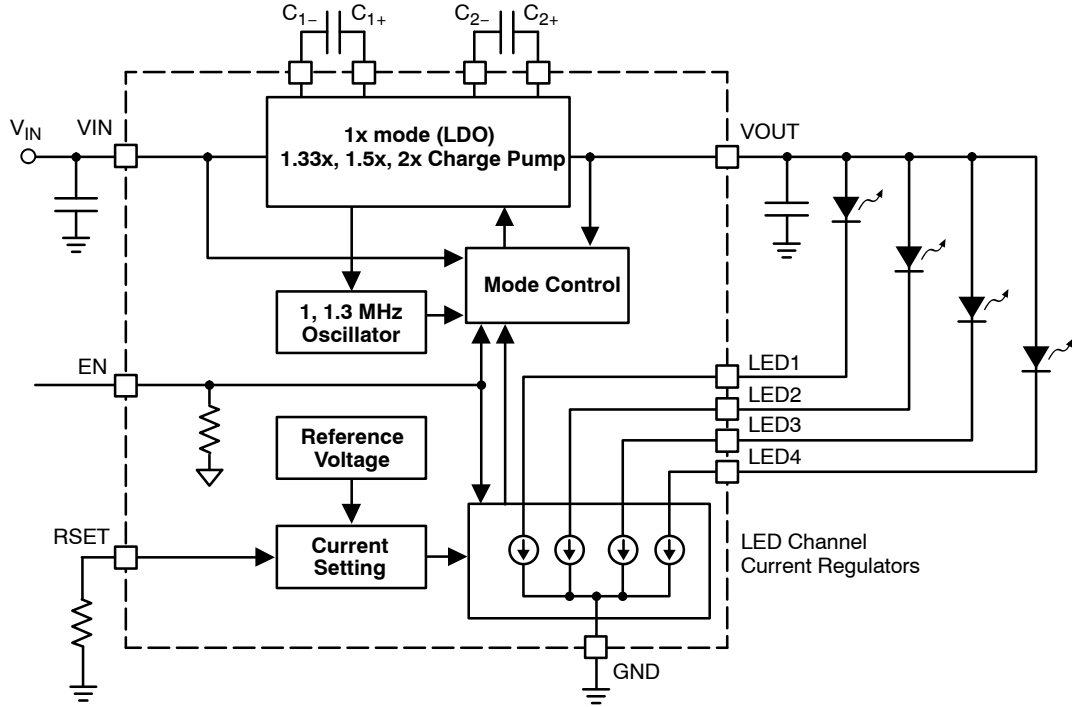 C1− C1+ C2− C2+
VIN VIN
1x mode (LDO)
1.33x, 1.5x, 2x Charge Pump
VOUT
Mode Control
1, 1.3 MHz
Oscillator
EN
LED1
LED2
LED3
LED4
Reference
Voltage
RSET
Current
Setting
LED Channel
Current Regulators
GND